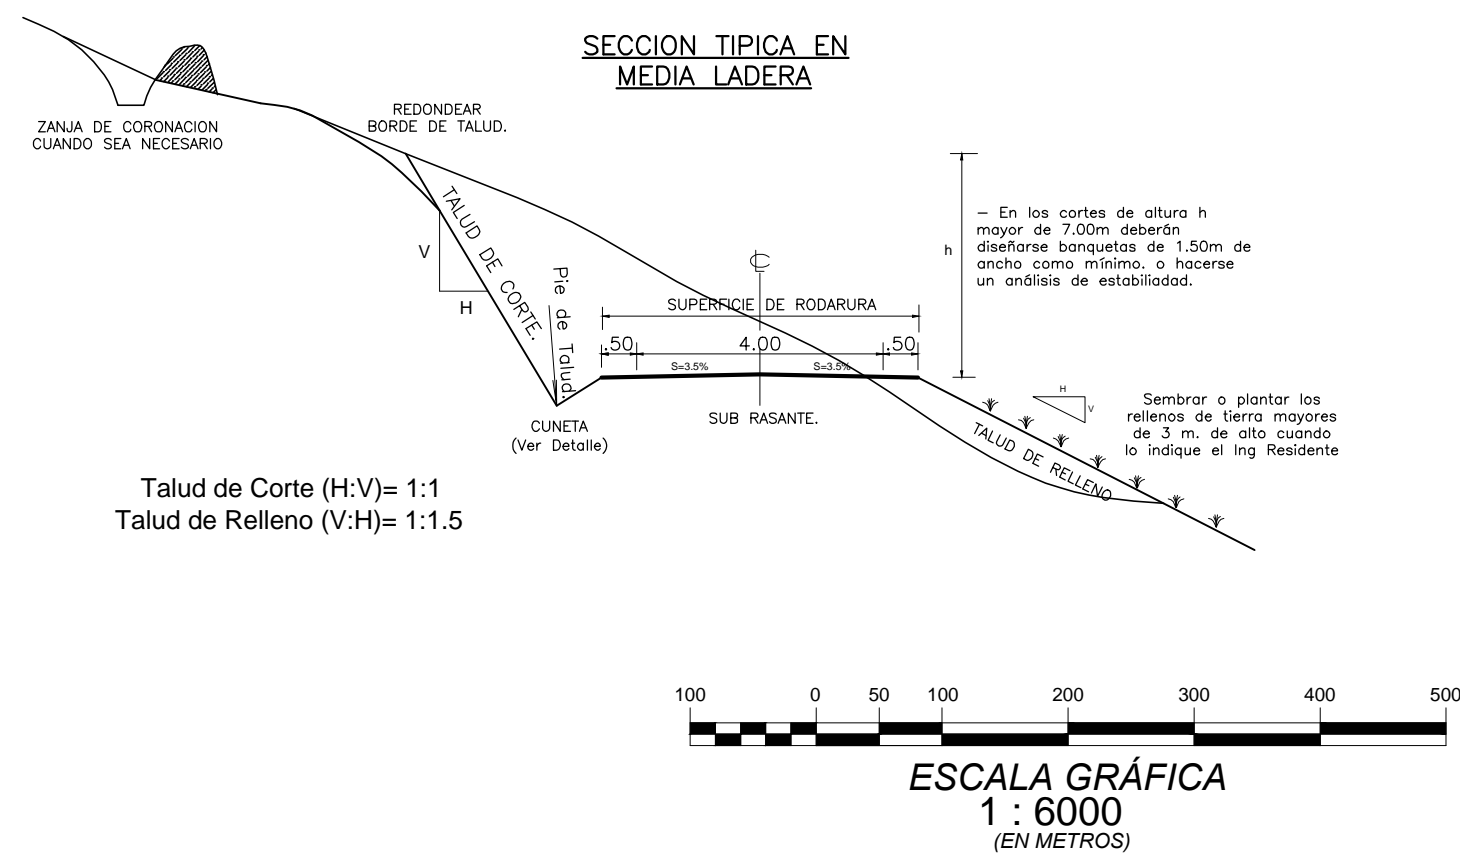 SECCION TIPICA EN
MEDIA LADERA
ZANJA DE CORONACION
CUANDO SEA NECESARIO
REDONDEAR
BORDE DE TALUD.
TALUD DE CORTE.
V
H
Pie de Talud.
CUNETA
(Ver Detalle)
CL
SUPERFICIE DE RODARURA
.50
4.00
.50
S=3.5%
S=3.5%
SUB RASANTE.
h
– En los cortes de altura h
mayor de 7.00m deberán
diseñarse banquetas de 1.50m de
ancho como mínimo. o hacerse
un análisis de estabiliadad.
H
V
TALUD DE RELLENO
Sembrar o plantar los
rellenos de tierra mayores
de 3 m. de alto cuando
lo indique el Ing Residente
Talud de Corte (H:V)= 1:1
Talud de Relleno (V:H)= 1:1.5
100 0 50 100 200 300 400 500
ESCALA GRÁFICA
1 : 6000
(EN METROS)